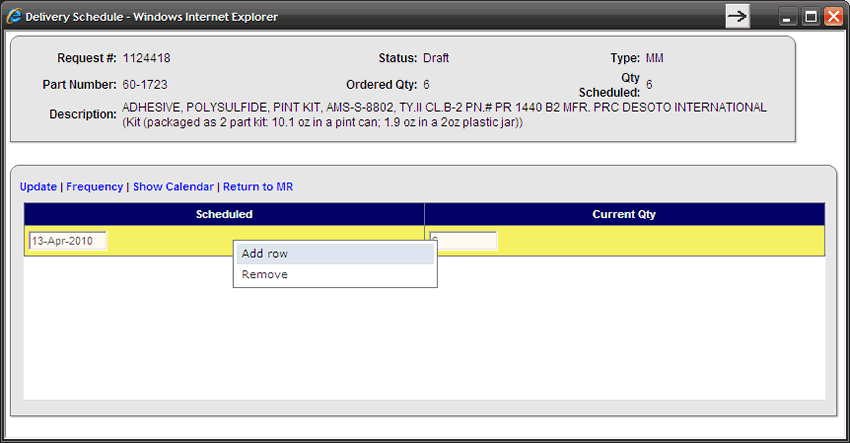 Delivery Schedule - Windows Internet Explorer
Request #: 1124418 Status: Draft Type: MM
Part Number: 60-1723 Ordered Qty: 6 Qty Scheduled: 6
Description: ADHESIVE, POLYSULFIDE, PINT KIT, AMS-S-8802, TY.II CL.B-2 PN.# PR 1440 B2 MFR. PRC DESOTO INTERNATIONAL
(Kit (packaged as 2 part kit: 10.1 oz in a pint can; 1.9 oz in a 2oz plastic jar))
Update | Frequency | Show Calendar | Return to MR
Scheduled Current Qty
13-Apr-2010
Add row
Remove